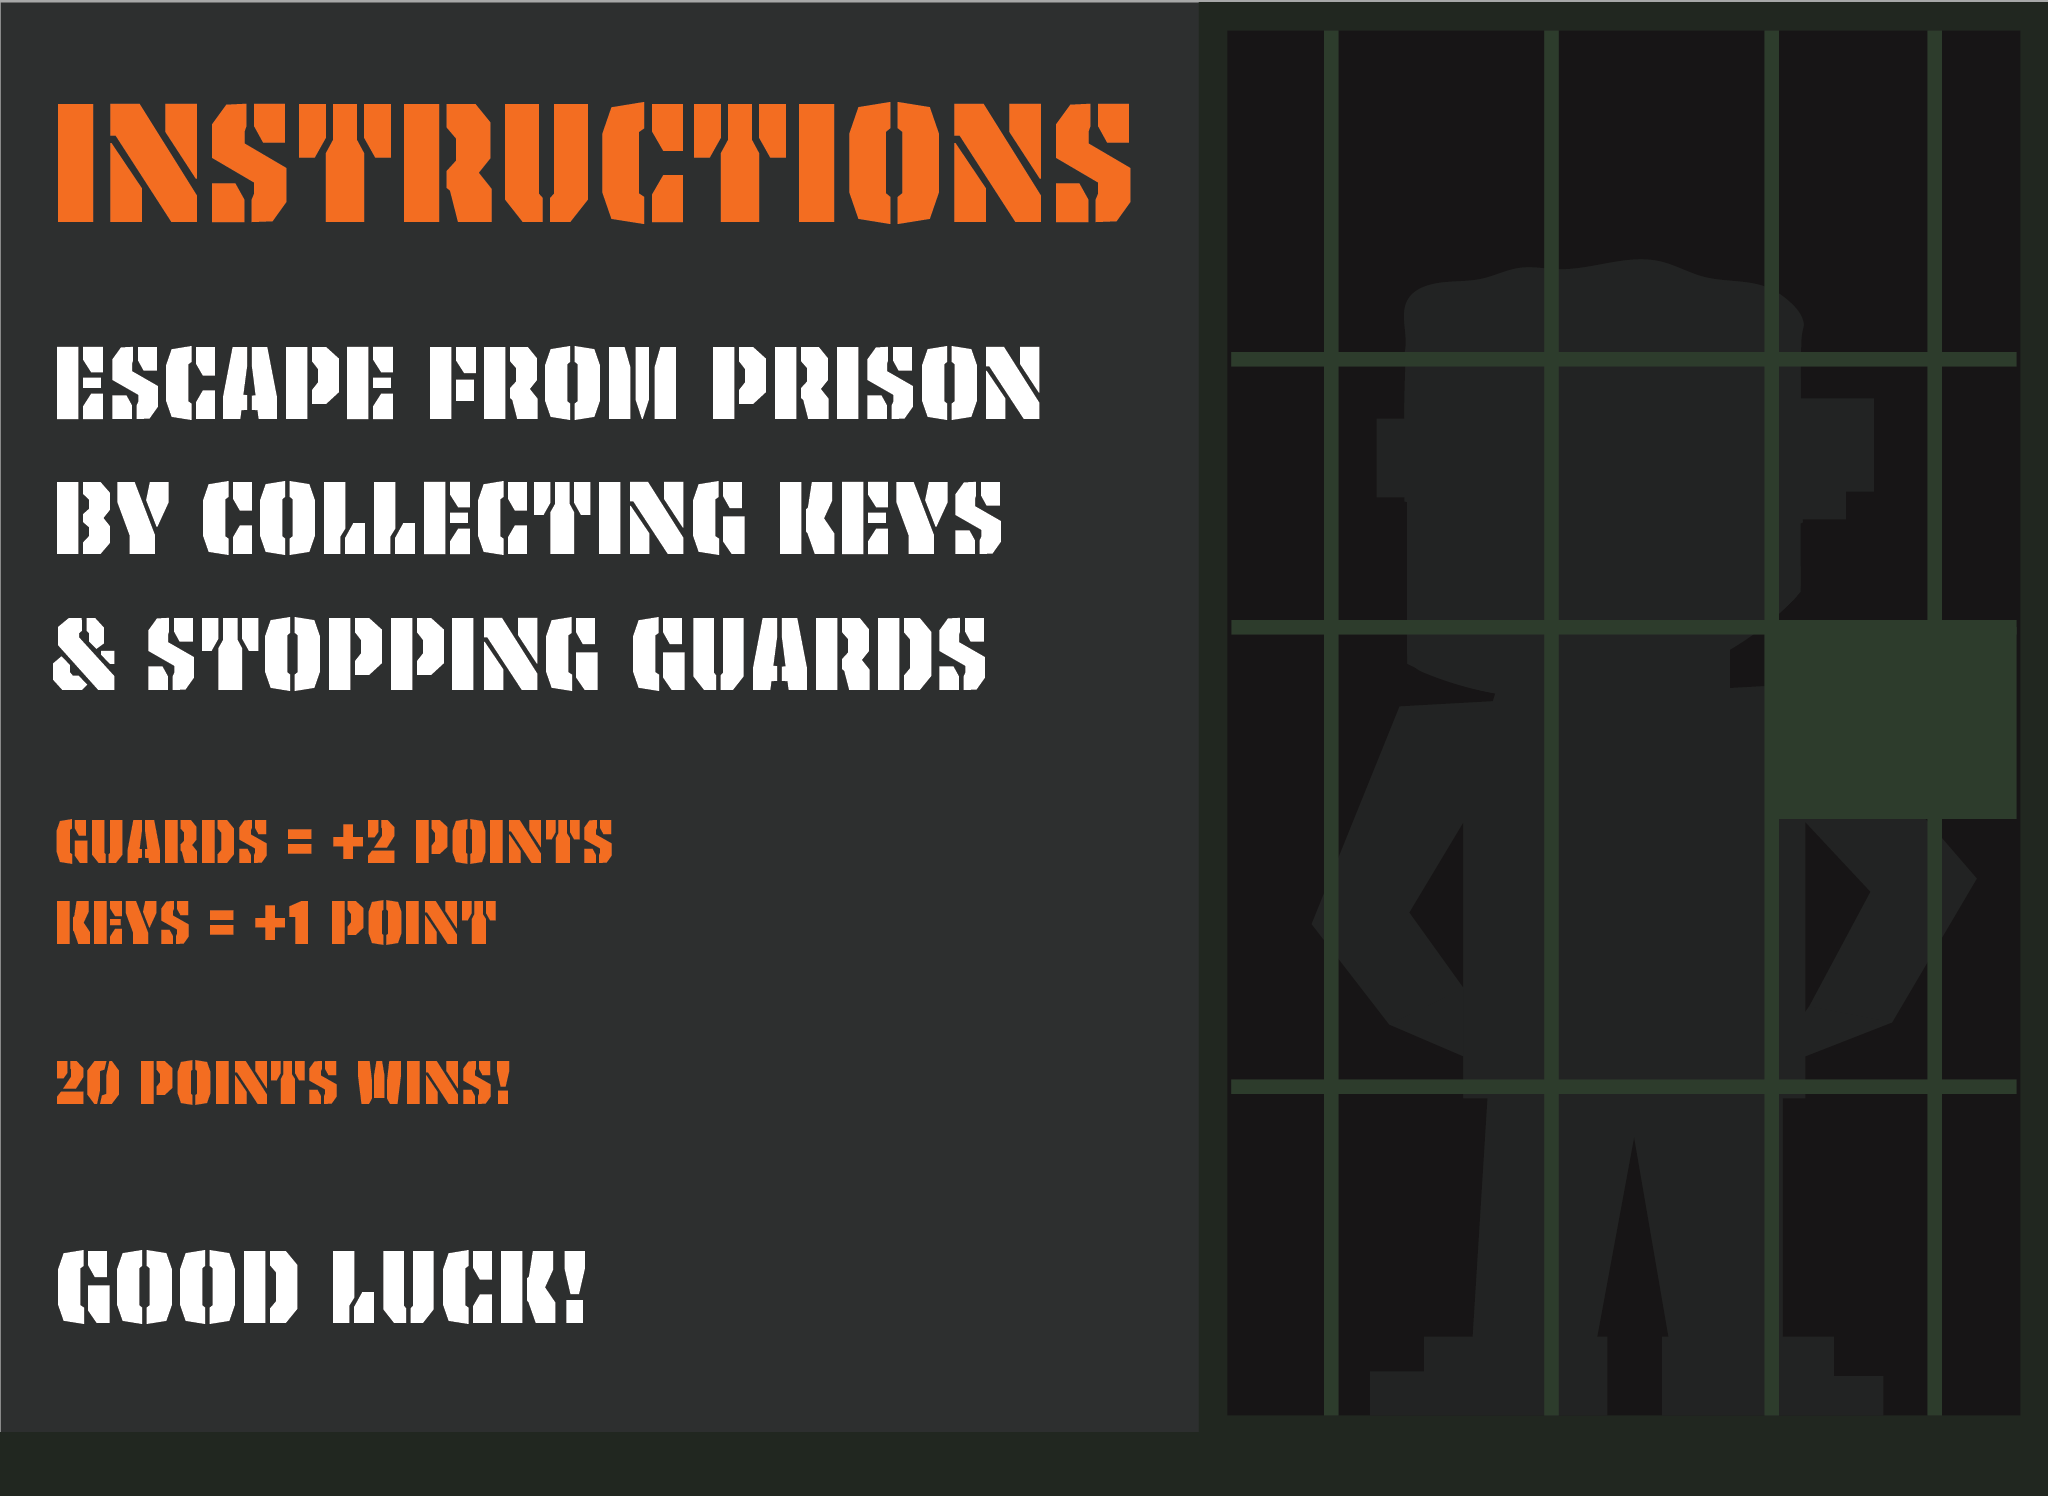 INSTRUCTIONS
ESCAPE FROM PRISON
BY COLLECTING KEYS
& STOPPING GUARDS
GUARDS = +2 POINTS
KEYS = +1 POINT
20 POINTS WINS!
GOOD LUCK!